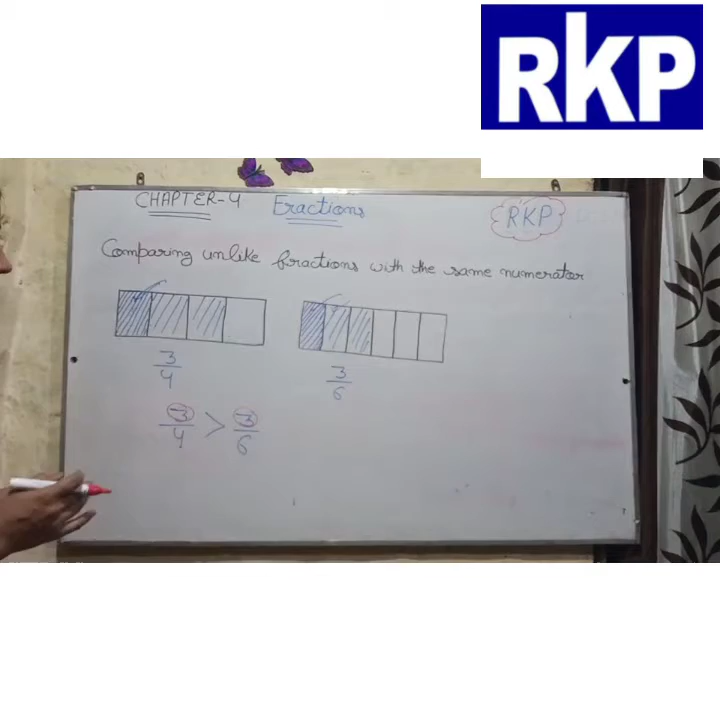 RKP
CHAPTER-4 Fractions
RKP
Comparing unlike fractions with the same numerator
3/4 3/6
3/4 > 3/6